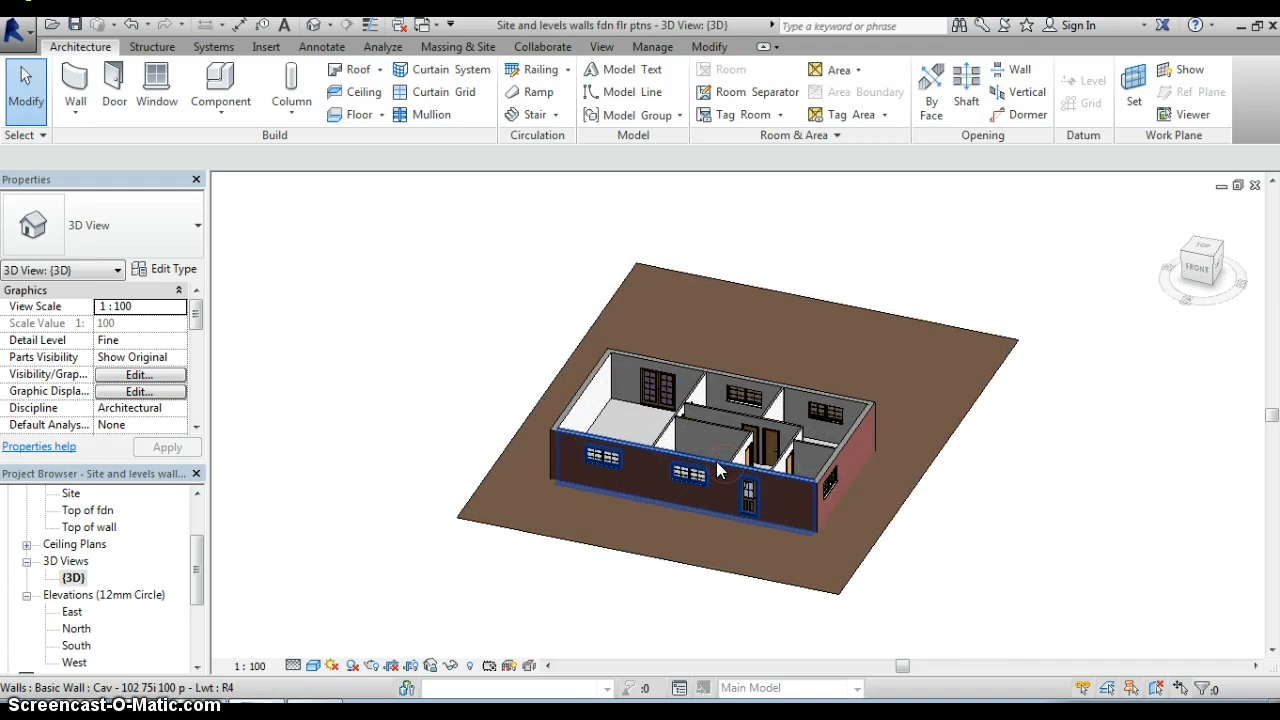 Site and levels walls fdn flr ptns - 3D View: {3D}
Type a keyword or phrase
Sign In
Architecture Structure Systems Insert Annotate Analyze Massing & Site Collaborate View Manage Modify
Modify
Wall
Door
Window
Component
Column
Roof
Ceiling
Floor
Curtain System
Curtain Grid
Mullion
Railing
Ramp
Stair
Model Text
Model Line
Model Group
Room
Room Separator
Tag Room
Area
Area Boundary
Tag Area
By Face
Shaft
Wall
Vertical
Dormer
Level
Grid
Set
Show
Ref Plane
Viewer
Select
Build
Circulation
Model
Room & Area
Opening
Datum
Work Plane
Properties
3D View
3D View: {3D}
Edit Type
Graphics
View Scale 1 : 100
Scale Value 1: 100
Detail Level Fine
Parts Visibility Show Original
Visibility/Grap... Edit...
Graphic Displa... Edit...
Discipline Architectural
Default Analys... None
Properties help
Apply
Project Browser - Site and levels wall...
Site
Top of fdn
Top of wall
Ceiling Plans
3D Views
{3D}
Elevations (12mm Circle)
East
North
South
West
TOP
FRONT
1 : 100
Walls : Basic Wall : Cav - 102 75i 100 p - Lwt : R4
:0
Main Model
:0
Screencast-O-Matic.com